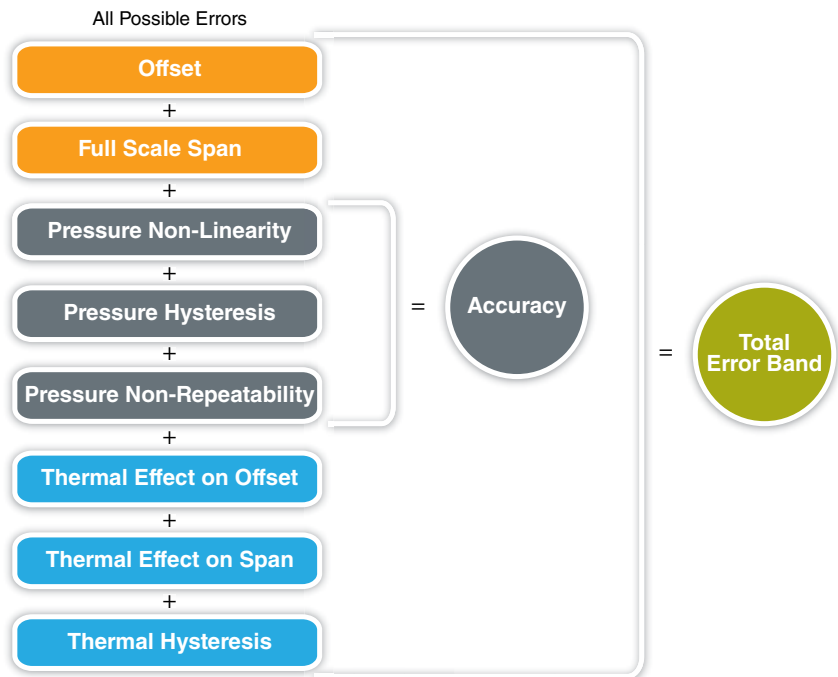 All Possible Errors
Offset
+
Full Scale Span
+
Pressure Non-Linearity
+
Pressure Hysteresis
+
Pressure Non-Repeatability
+
Thermal Effect on Offset
+
Thermal Effect on Span
+
Thermal Hysteresis
=
Accuracy
=
Total
Error Band